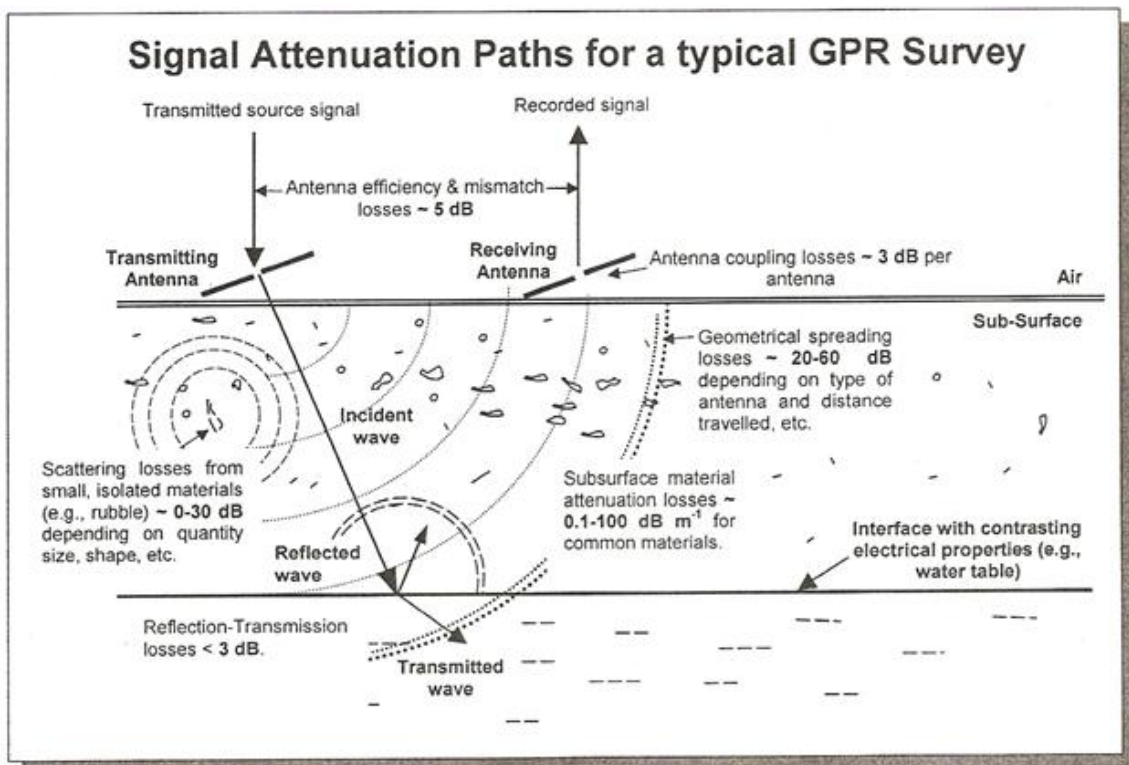 Signal Attenuation Paths for a typical GPR Survey
Transmitted source signal
Recorded signal
Antenna efficiency & mismatch
losses ~ 5 dB
Transmitting
Antenna
Receiving
Antenna
Antenna coupling losses ~ 3 dB per
antenna
Air
Sub-Surface
Geometrical spreading
losses ~ 20-60 dB
depending on type of
antenna and distance
travelled, etc.
Incident
wave
Scattering losses from
small, isolated materials
(e.g., rubble) ~ 0-30 dB
depending on quantity
size, shape, etc.
Subsurface material
attenuation losses ~
0.1-100 dB m⁻¹ for
common materials.
Reflected
wave
Interface with contrasting
electrical properties (e.g.,
water table)
Reflection-Transmission
losses < 3 dB.
Transmitted
wave